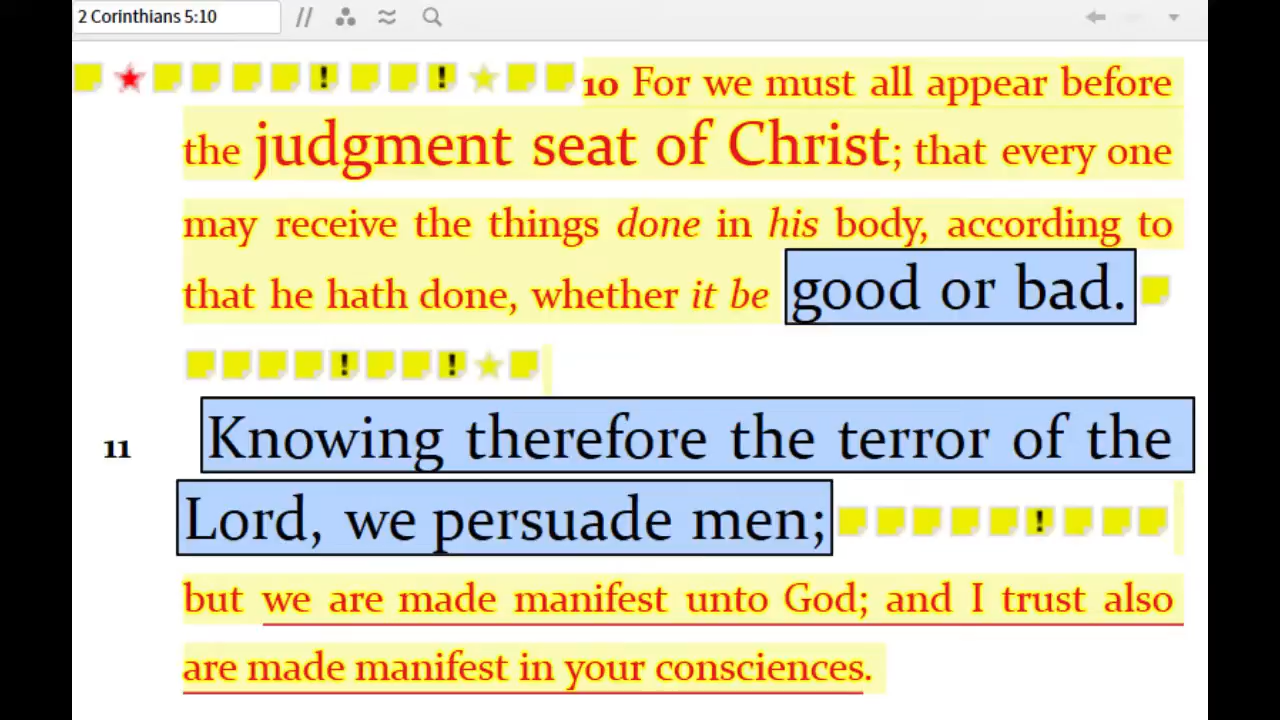 2 Corinthians 5:10
10 For we must all appear before
the judgment seat of Christ; that every one
may receive the things done in his body, according to
that he hath done, whether it be good or bad.
11 Knowing therefore the terror of the
Lord, we persuade men;
but we are made manifest unto God; and I trust also
are made manifest in your consciences.